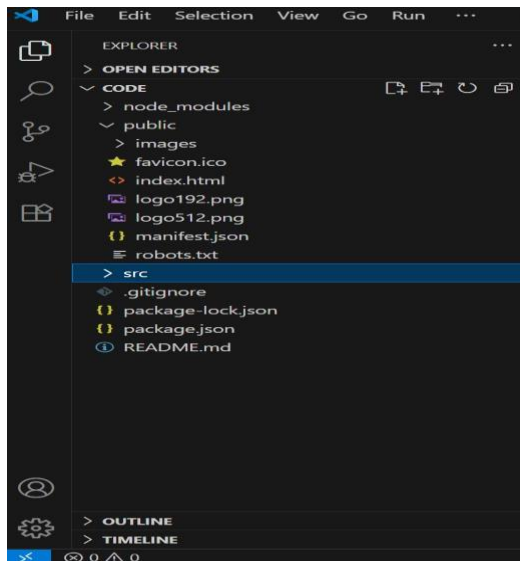 File Edit Selection View Go Run ...
EXPLORER ...
> OPEN EDITORS
CODE
> node_modules
public
> images
favicon.ico
<> index.html
logo192.png
logo512.png
{} manifest.json
robots.txt
> src
.gitignore
{} package-lock.json
{} package.json
README.md
> OUTLINE
> TIMELINE
0 0